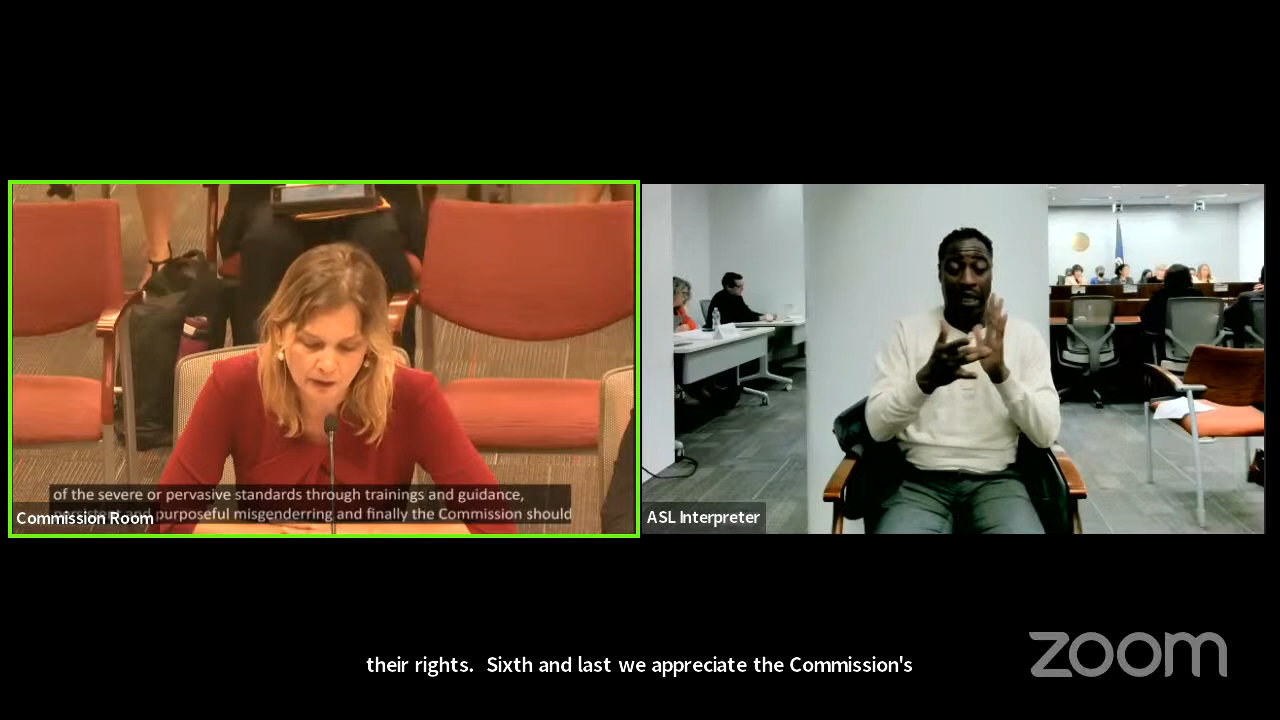 of the severe or pervasive standards through trainings and guidance,
purposeful misgenderring and finally the Commission should
Commission Room
ASL Interpreter
their rights.  Sixth and last we appreciate the Commission's
zoom